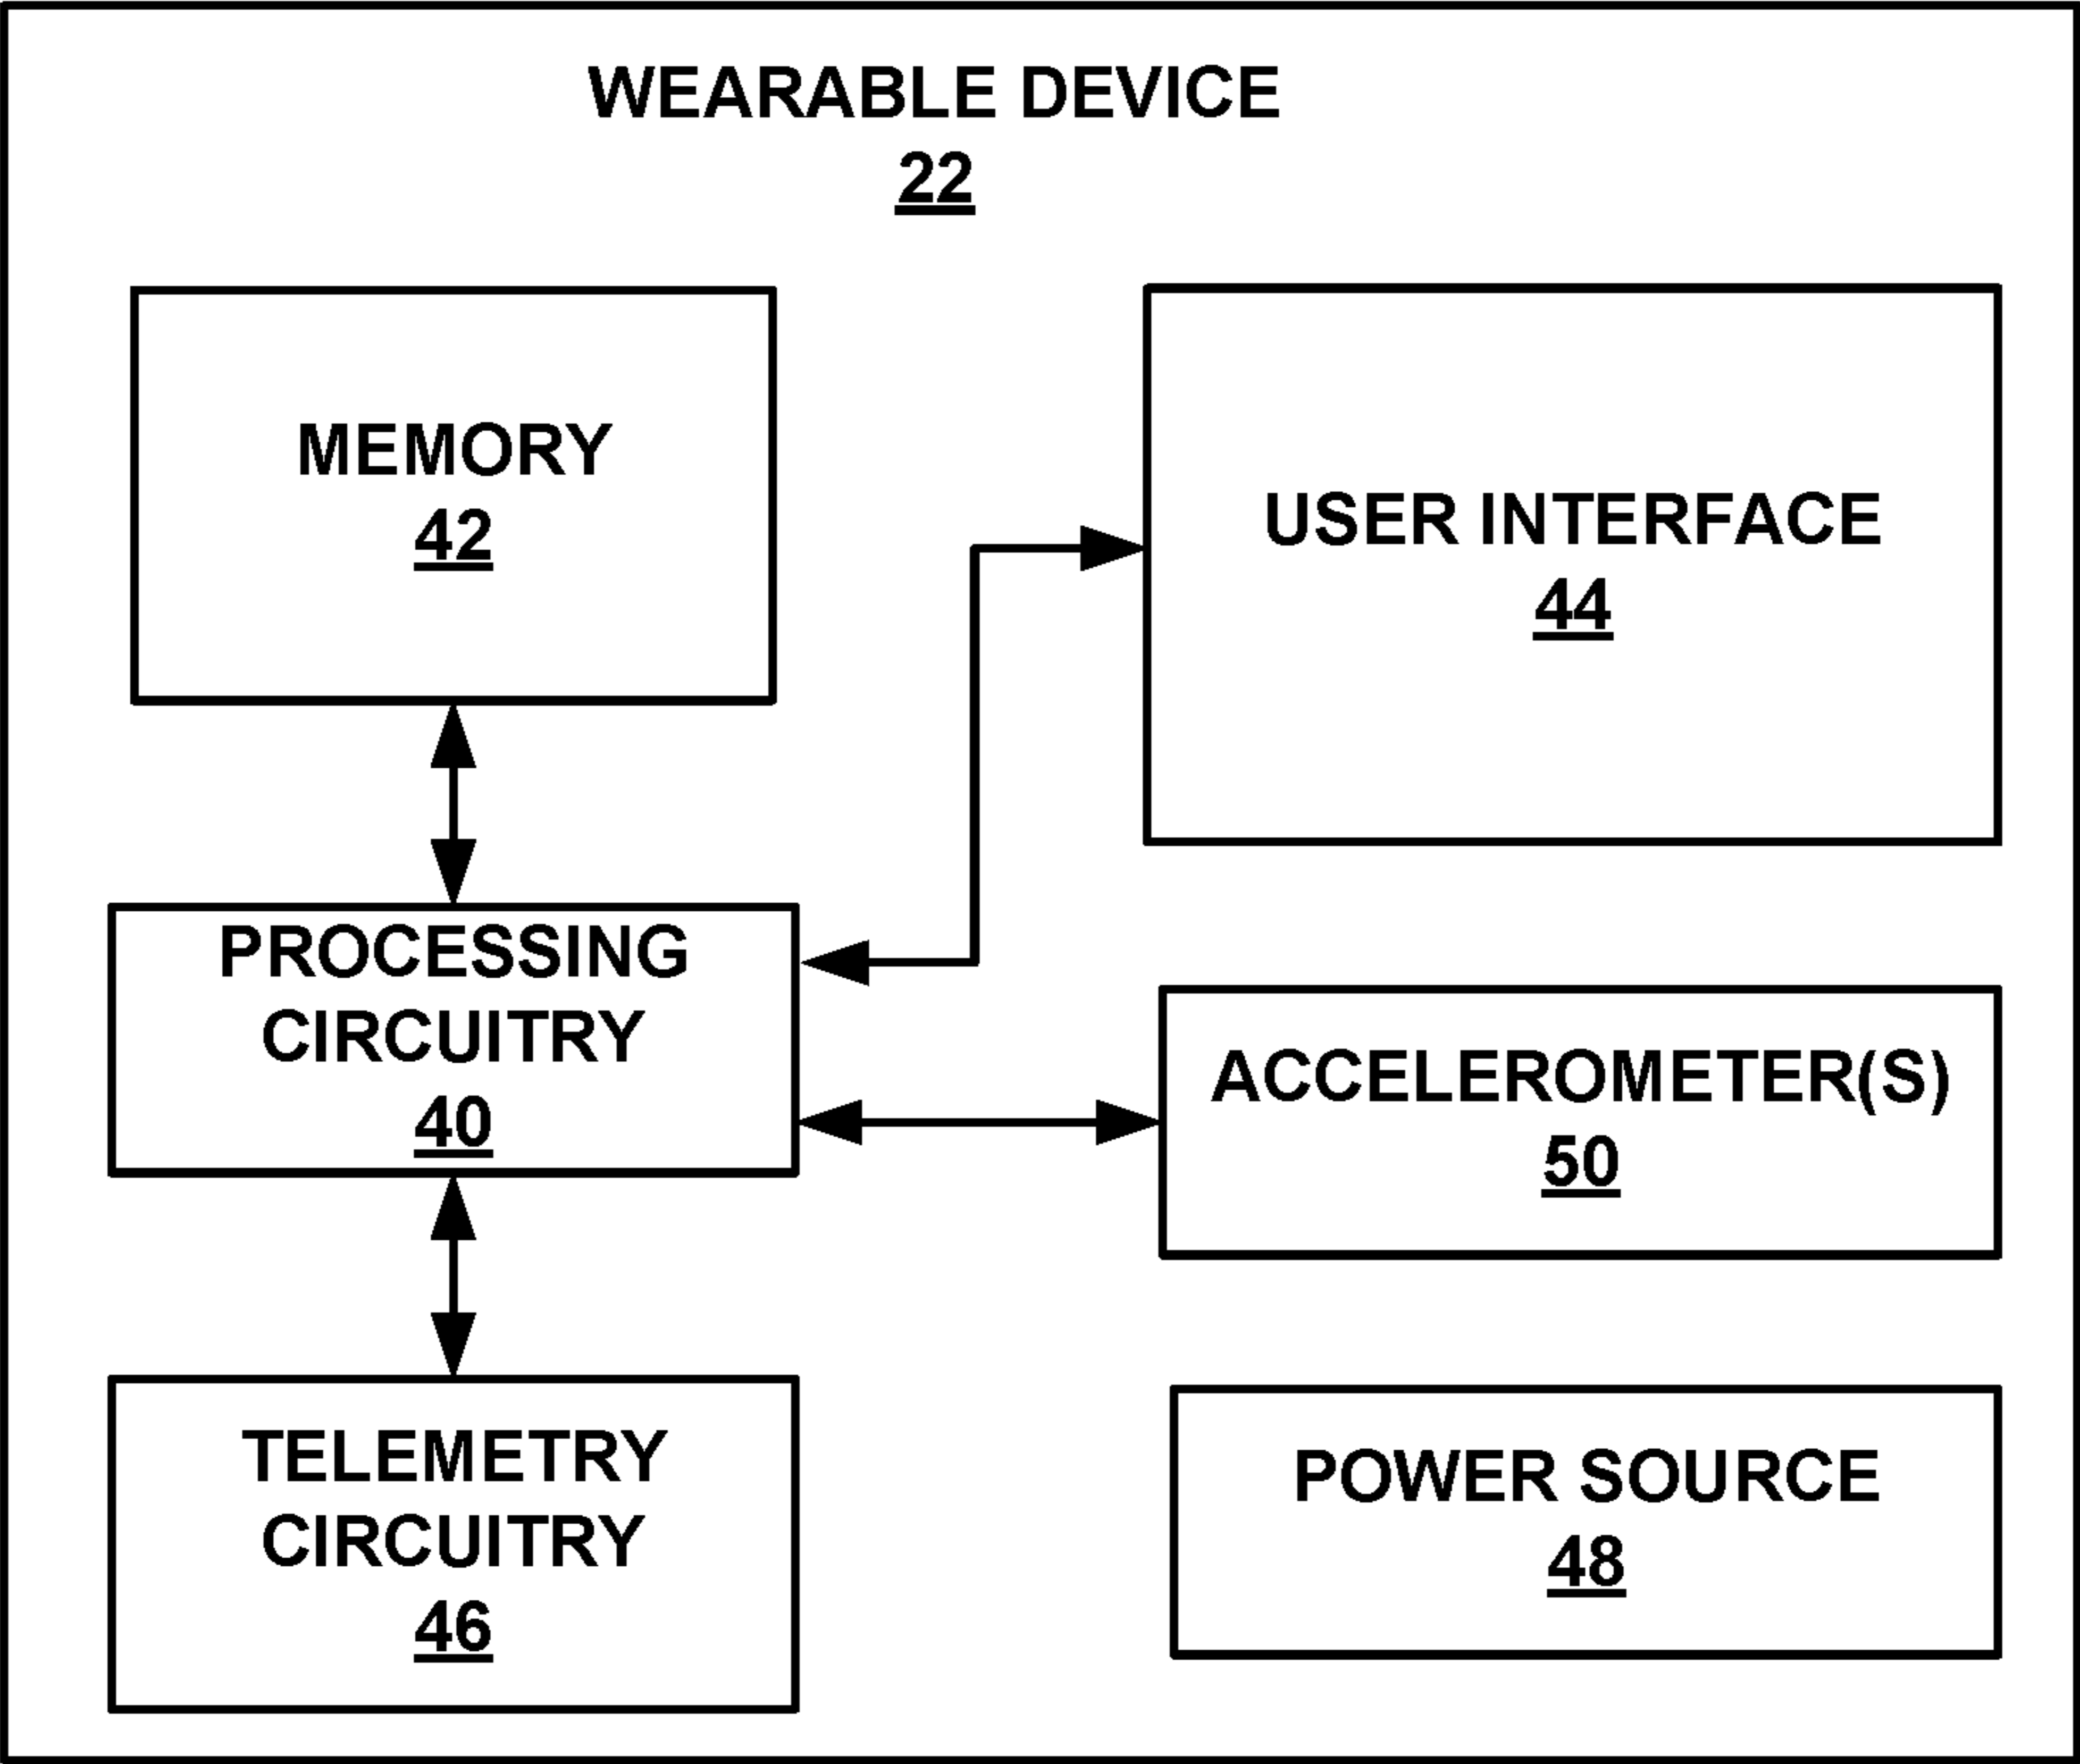 WEARABLE DEVICE
22
MEMORY
42
USER INTERFACE
44
PROCESSING
CIRCUITRY
40
ACCELEROMETER(S)
50
TELEMETRY
CIRCUITRY
46
POWER SOURCE
48